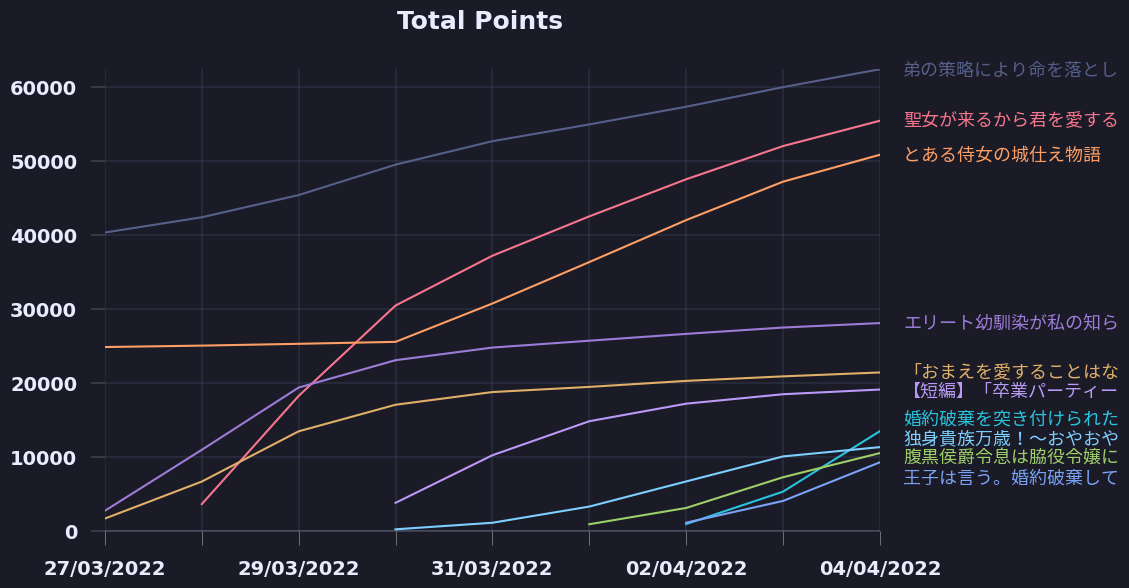 Total Points
60000
50000
40000
30000
20000
10000
0
27/03/2022
29/03/2022
31/03/2022
02/04/2022
04/04/2022
弟の策略により命を落とし
聖女が来るから君を愛する
とある侍女の城仕え物語
エリート幼馴染が私の知ら
「おまえを愛することはな
【短編】「卒業パーティー
婚約破棄を突き付けられた
独身貴族万歳！～おやおや
腹黒侯爵令息は脇役令嬢に
王子は言う。婚約破棄して